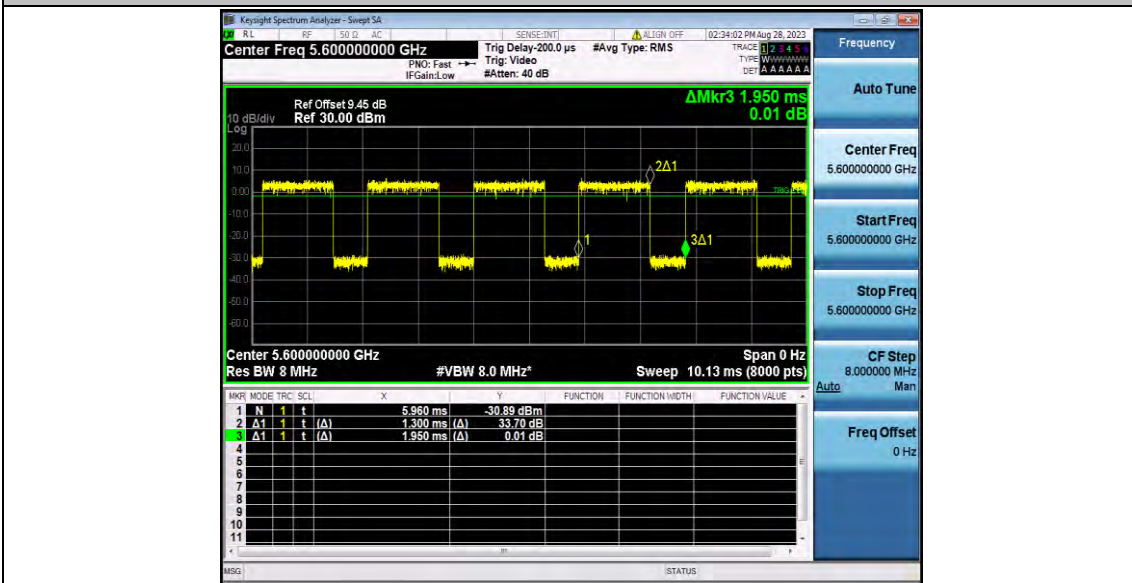 Keysight Spectrum Analyzer - Swept SA
RL RF 50 Ω AC SENSE:INT ALIGN OFF 02:34:02 PM Aug 28, 2023
Center Freq 5.600000000 GHz
PNO: Fast
IFGain:Low
Trig Delay-200.0 µs
Trig: Video
#Atten: 40 dB
#Avg Type: RMS
TRACE 1 2 3 4 5 6
TYPE W
DET A A A A A A
Frequency
Auto Tune
Center Freq
5.600000000 GHz
Start Freq
5.600000000 GHz
Stop Freq
5.600000000 GHz
CF Step
8.000000 MHz
Auto Man
Freq Offset
0 Hz
ΔMkr3 1.950 ms
0.01 dB
Ref Offset 9.45 dB
10 dB/div Ref 30.00 dBm
Log
20.0
10.0
0.00
-10.0
-20.0
-30.0
-40.0
-50.0
-60.0
2Δ1
1
3Δ1
Center 5.600000000 GHz Span 0 Hz
Res BW 8 MHz #VBW 8.0 MHz* Sweep 10.13 ms (8000 pts)
MKR MODE TRC SCL X Y FUNCTION FUNCTION WIDTH FUNCTION VALUE
1 N 1 t 5.960 ms -30.89 dBm
2 Δ1 1 t (Δ) 1.300 ms (Δ) 33.70 dB
3 Δ1 1 t (Δ) 1.950 ms (Δ) 0.01 dB
4
5
6
7
8
9
10
11
MSG STATUS